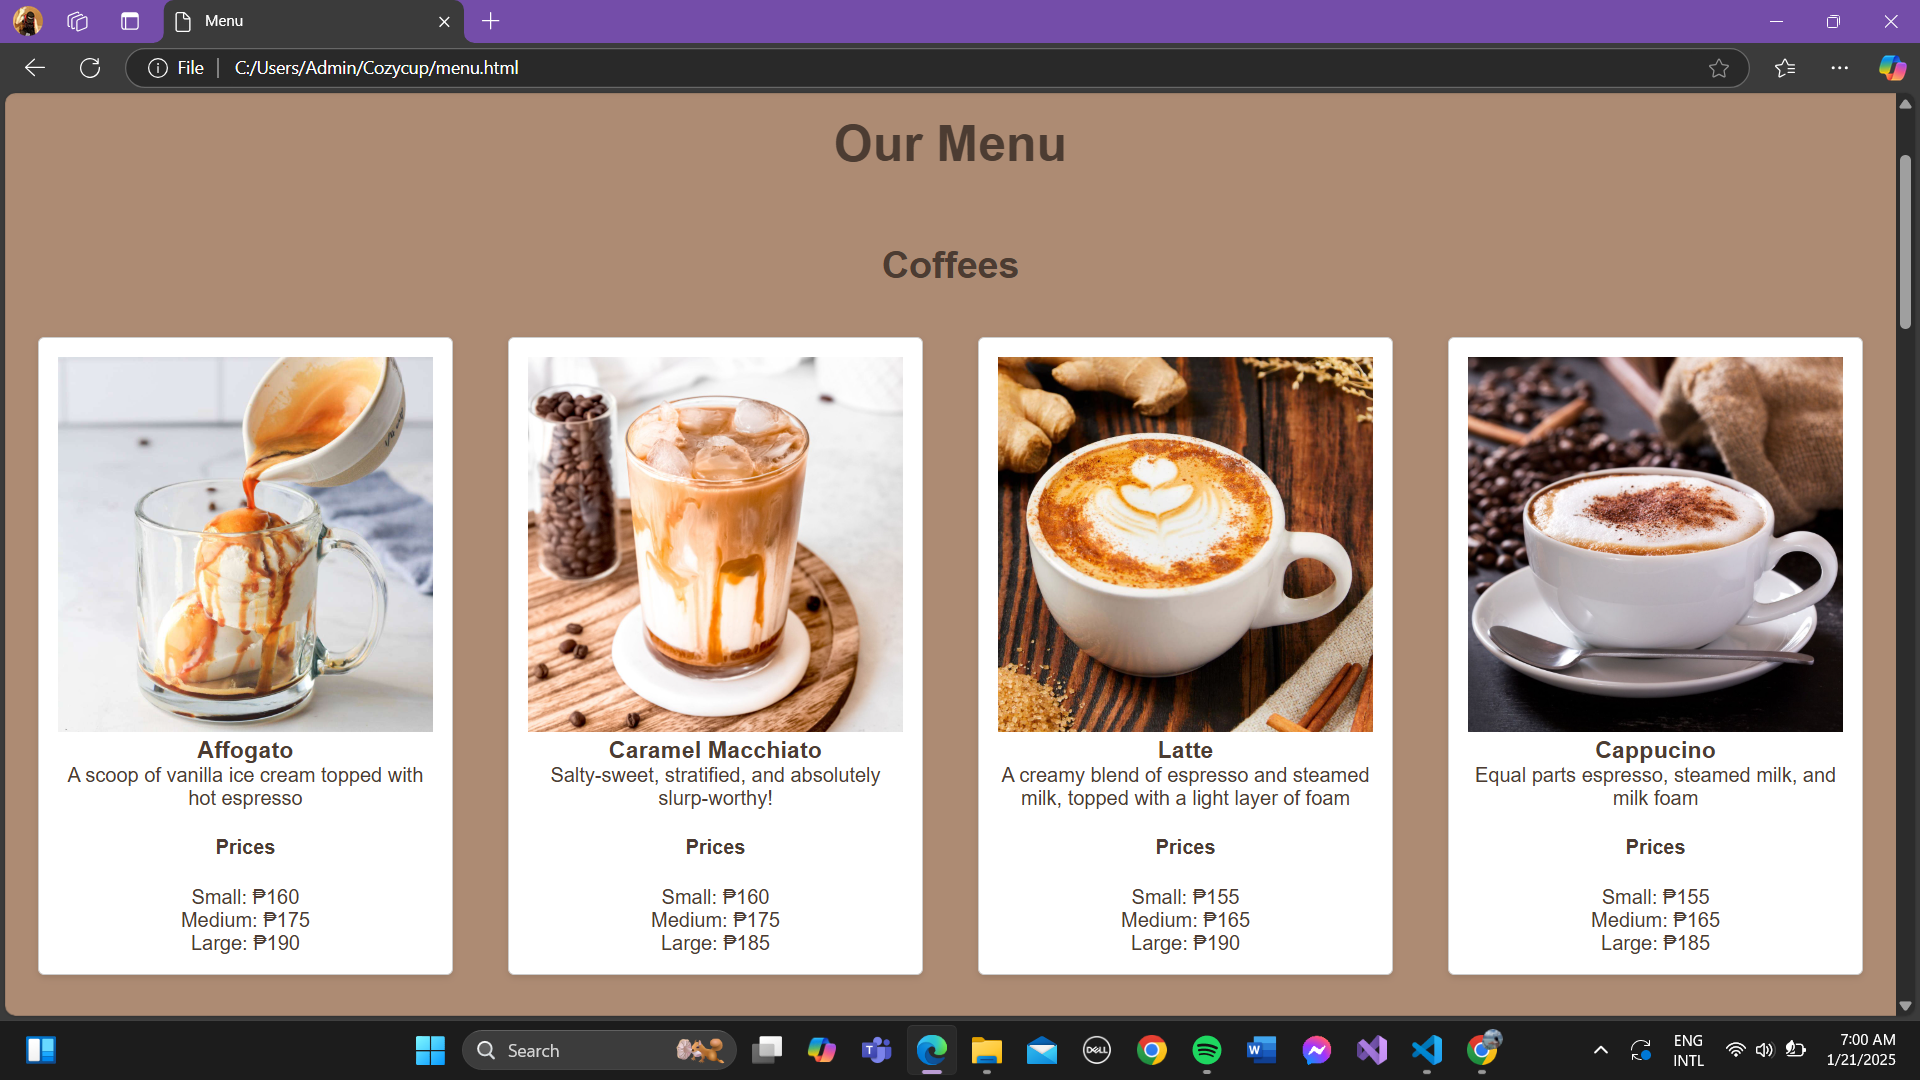 Menu
File
C:/Users/Admin/Cozycup/menu.html
Our Menu
Coffees
Affogato
A scoop of vanilla ice cream topped with
hot espresso
Prices
Small: ₱160
Medium: ₱175
Large: ₱190
Caramel Macchiato
Salty-sweet, stratified, and absolutely
slurp-worthy!
Prices
Small: ₱160
Medium: ₱175
Large: ₱185
Latte
A creamy blend of espresso and steamed
milk, topped with a light layer of foam
Prices
Small: ₱155
Medium: ₱165
Large: ₱190
Cappucino
Equal parts espresso, steamed milk, and
milk foam
Prices
Small: ₱155
Medium: ₱165
Large: ₱185
Search
DELL
ENG
INTL
7:00 AM
1/21/2025